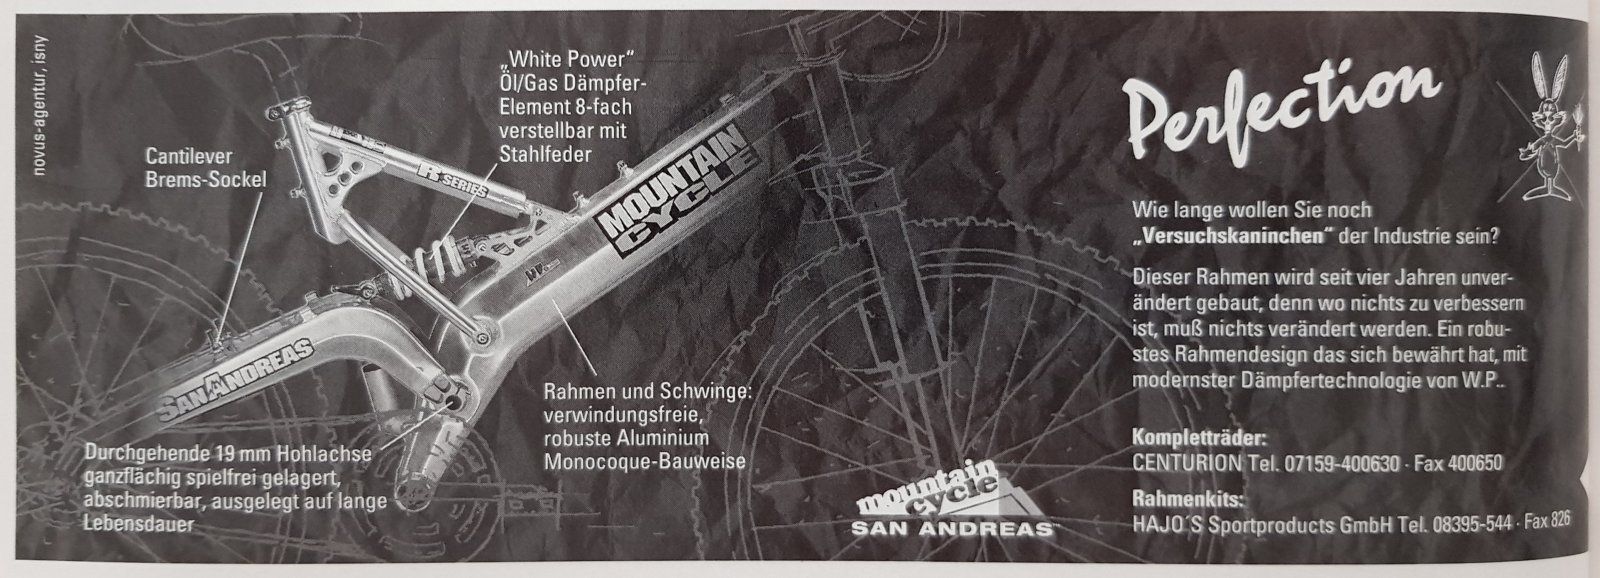 novus-agentur, isny
Cantilever
Brems-Sockel
„White Power“
Öl/Gas Dämpfer-
Element 8-fach
verstellbar mit
Stahlfeder
R-SERIES
MOUNTAIN
CYCLE
SAN ANDREAS
Durchgehende 19 mm Hohlachse
ganzflächig spielfrei gelagert,
abschmierbar, ausgelegt auf lange
Lebensdauer
Rahmen und Schwinge:
verwindungsfreie,
robuste Aluminium
Monocoque-Bauweise
mountain
cycle
SAN ANDREAS™
Perfection
Wie lange wollen Sie noch
„Versuchskaninchen“ der Industrie sein?
Dieser Rahmen wird seit vier Jahren unver-
ändert gebaut, denn wo nichts zu verbessern
ist, muß nichts verändert werden. Ein robu-
stes Rahmendesign das sich bewährt hat, mit
modernster Dämpfertechnologie von W.P..
Kompletträder:
CENTURION Tel. 07159-400630 · Fax 400650
Rahmenkits:
HAJO´S Sportproducts GmbH Tel. 08395-544 · Fax 826